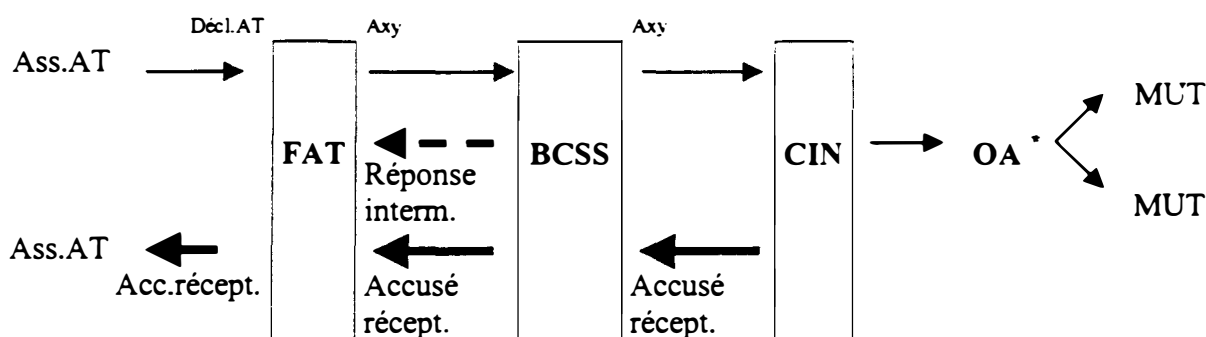 Décl.AT Axy Axy
Ass.AT
MUT
FAT BCSS CIN OA *
Réponse
interm.
MUT
Ass.AT
Acc.récept. Accusé Accusé
récept. récept.